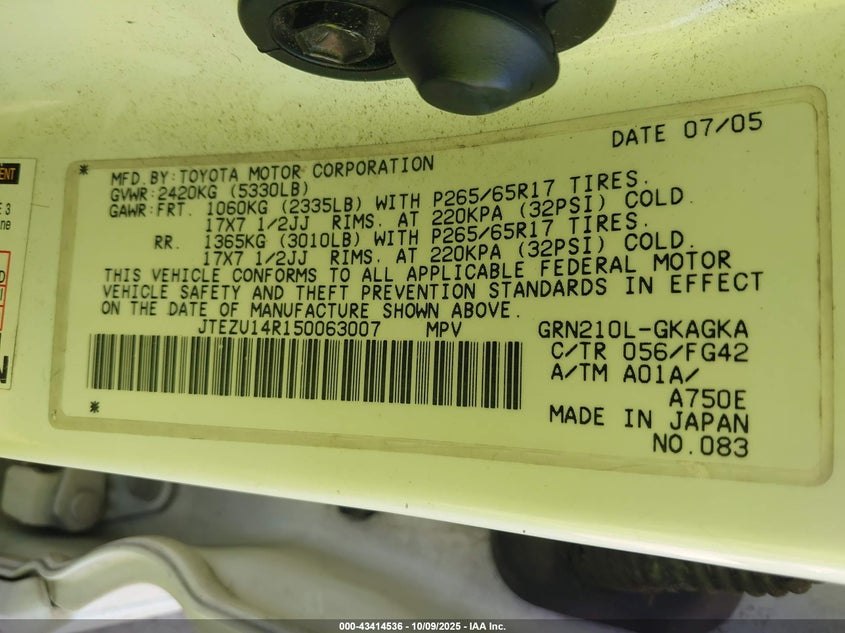 DATE 07/05
* MFD.BY:TOYOTA MOTOR CORPORATION
GVWR:2420KG (5330LB)
GAWR:FRT. 1060KG (2335LB) WITH P265/65R17 TIRES.
17X7 1/2JJ RIMS. AT 220KPA (32PSI) COLD.
RR. 1365KG (3010LB) WITH P265/65R17 TIRES.
17X7 1/2JJ RIMS. AT 220KPA (32PSI) COLD.
THIS VEHICLE CONFORMS TO ALL APPLICABLE FEDERAL MOTOR
VEHICLE SAFETY AND THEFT PREVENTION STANDARDS IN EFFECT
ON THE DATE OF MANUFACTURE SHOWN ABOVE.
JTEZU14R150063007 MPV GRN210L-GKAGKA
C/TR 056/FG42
A/TM A01A/
A750E
* MADE IN JAPAN
NO.083
000-43414536 - 10/09/2025 - IAA Inc.